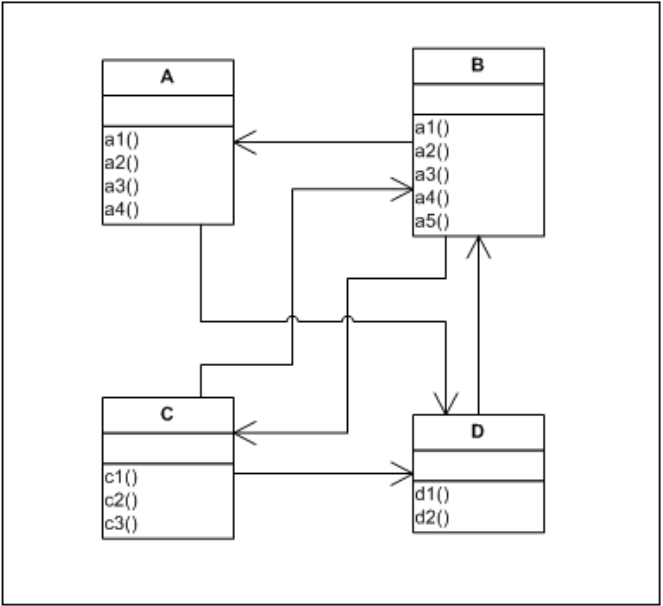 A
a1()
a2()
a3()
a4()
B
a1()
a2()
a3()
a4()
a5()
C
c1()
c2()
c3()
D
d1()
d2()